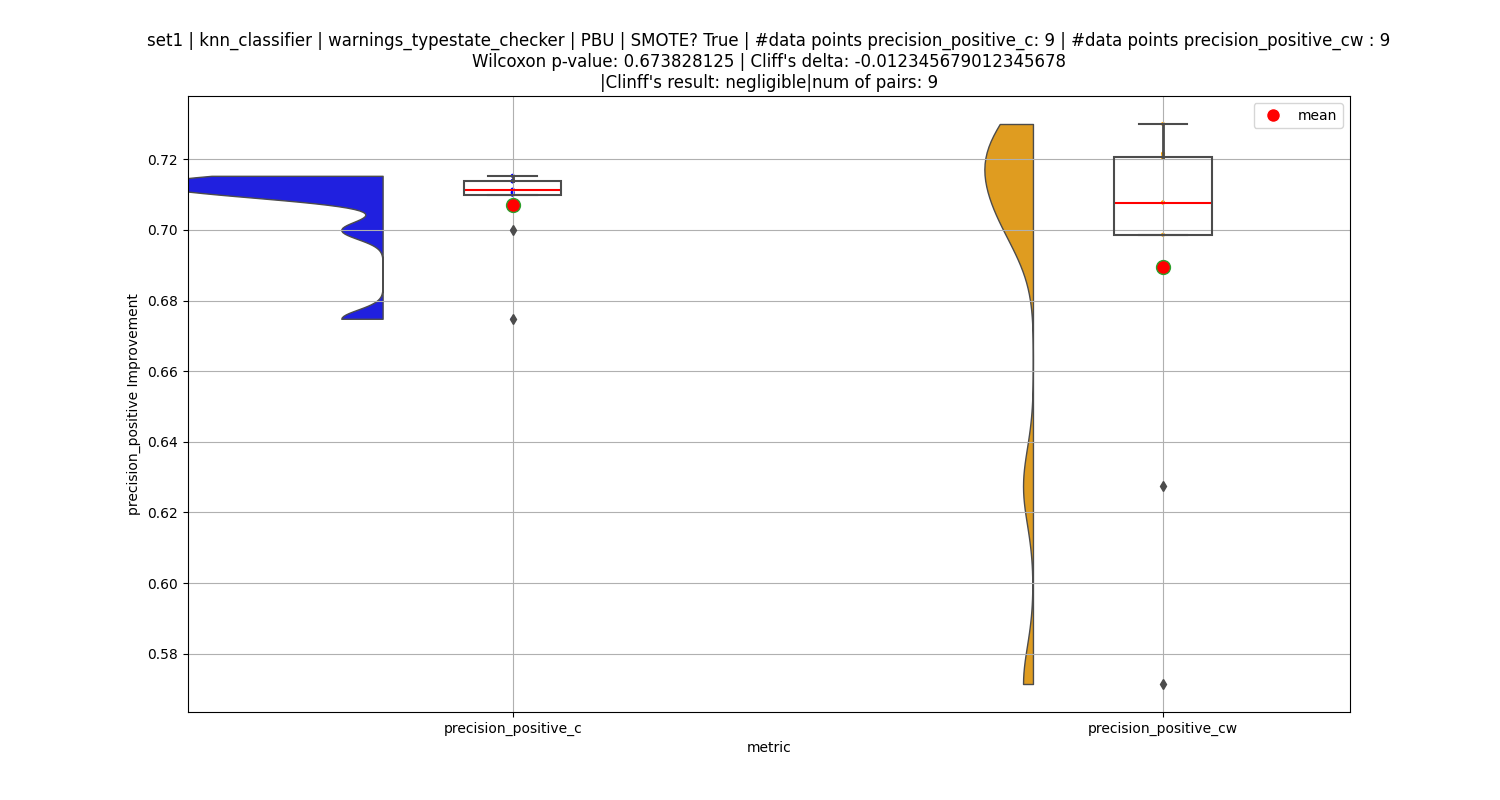 set1 | knn_classifier | warnings_typestate_checker | PBU | SMOTE? True | #data points precision_positive_c: 9 | #data points precision_positive_cw : 9
Wilcoxon p-value: 0.673828125 | Cliff's delta: -0.012345679012345678
|Clinff's result: negligible|num of pairs: 9
mean
0.72
0.70
0.68
0.66
0.64
0.62
0.60
0.58
precision_positive Improvement
precision_positive_c
precision_positive_cw
metric